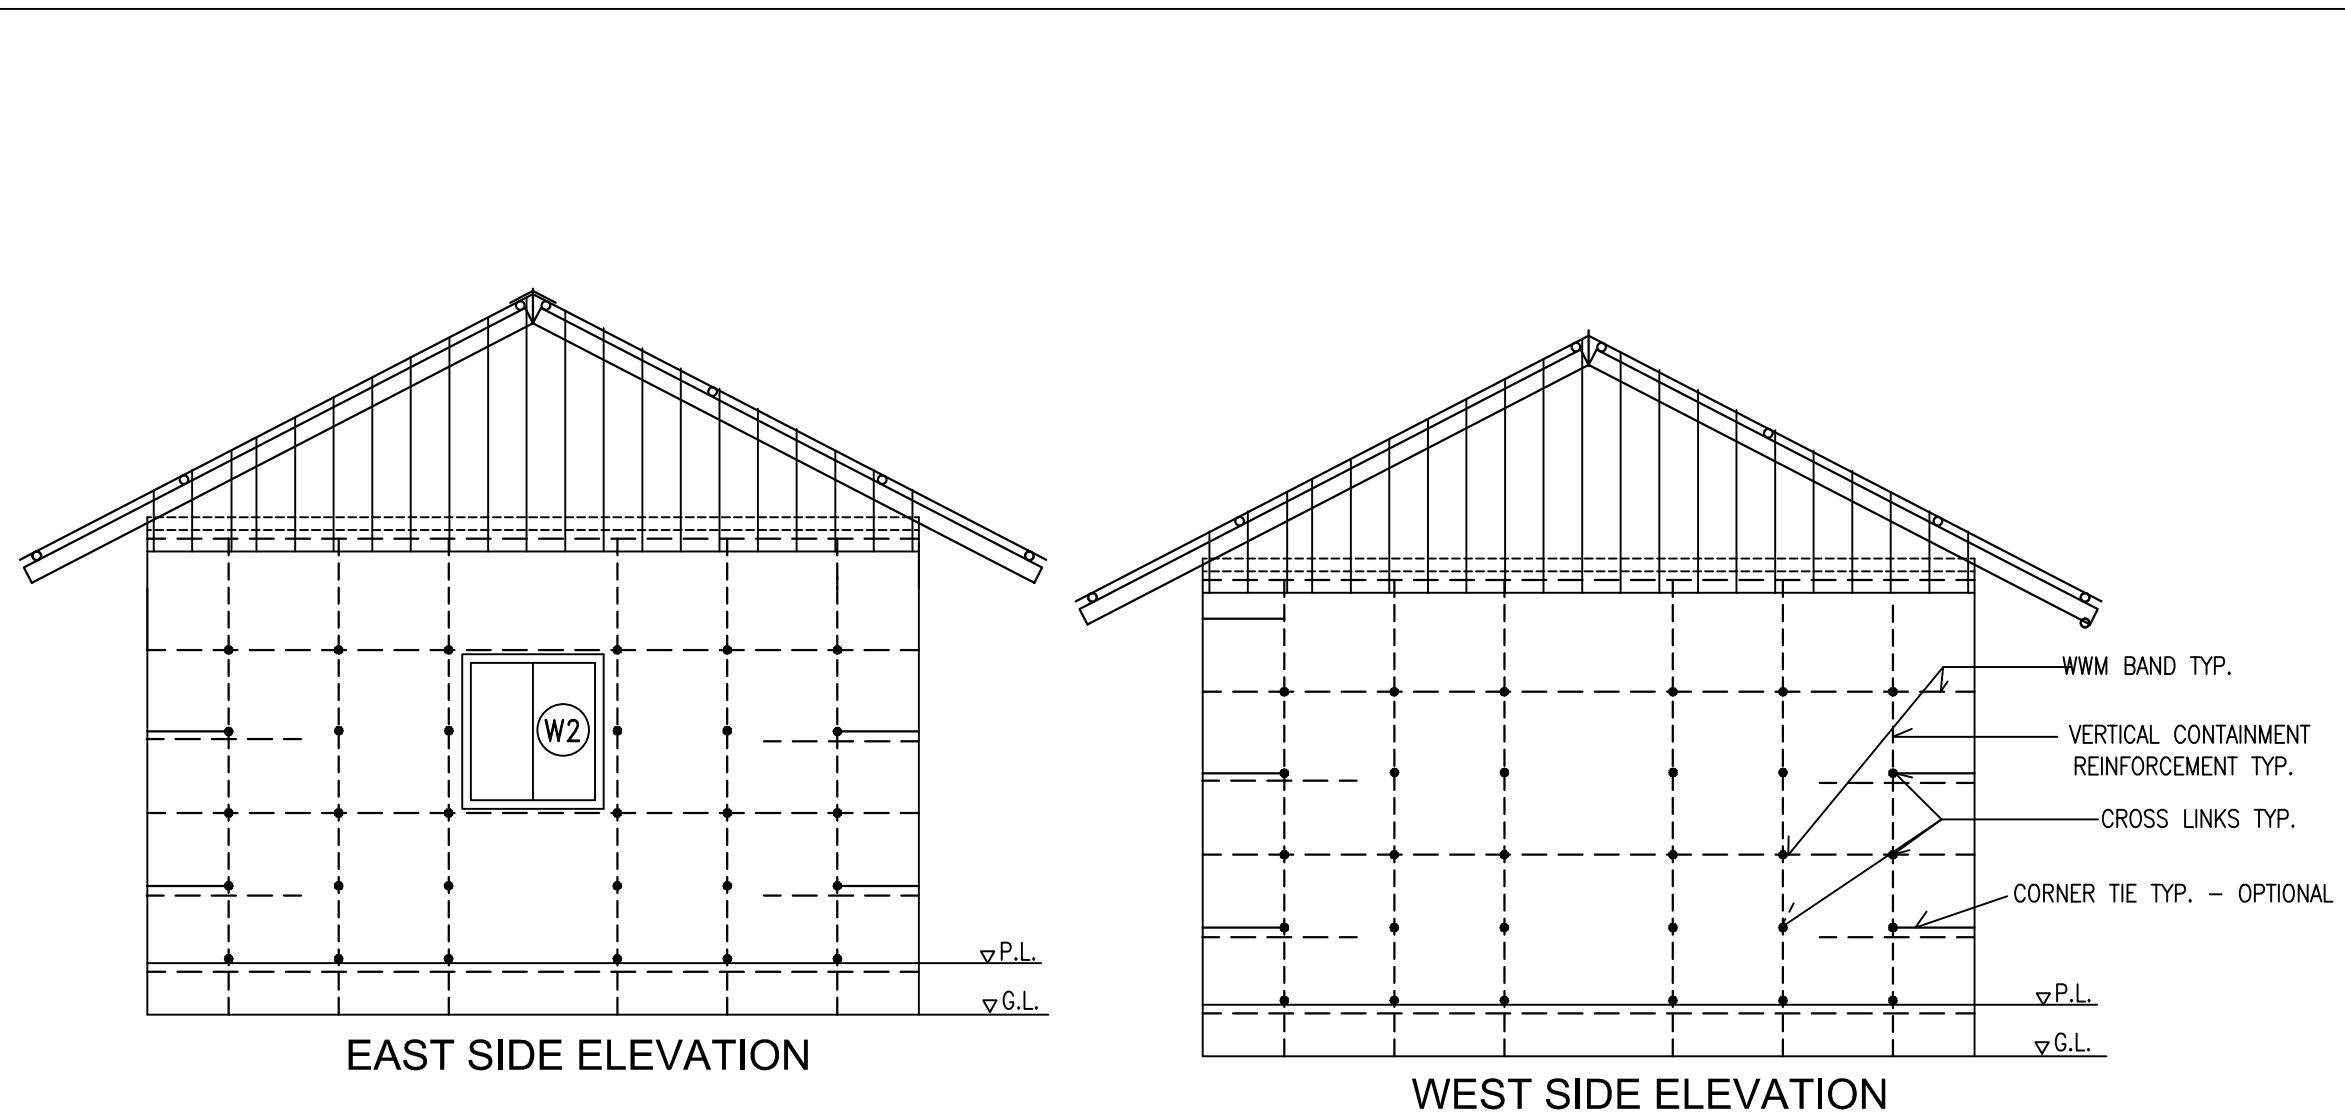 W2
P.L.
G.L.
EAST SIDE ELEVATION
WWM BAND TYP.
VERTICAL CONTAINMENT
REINFORCEMENT TYP.
CROSS LINKS TYP.
CORNER TIE TYP. – OPTIONAL
P.L.
G.L.
WEST SIDE ELEVATION